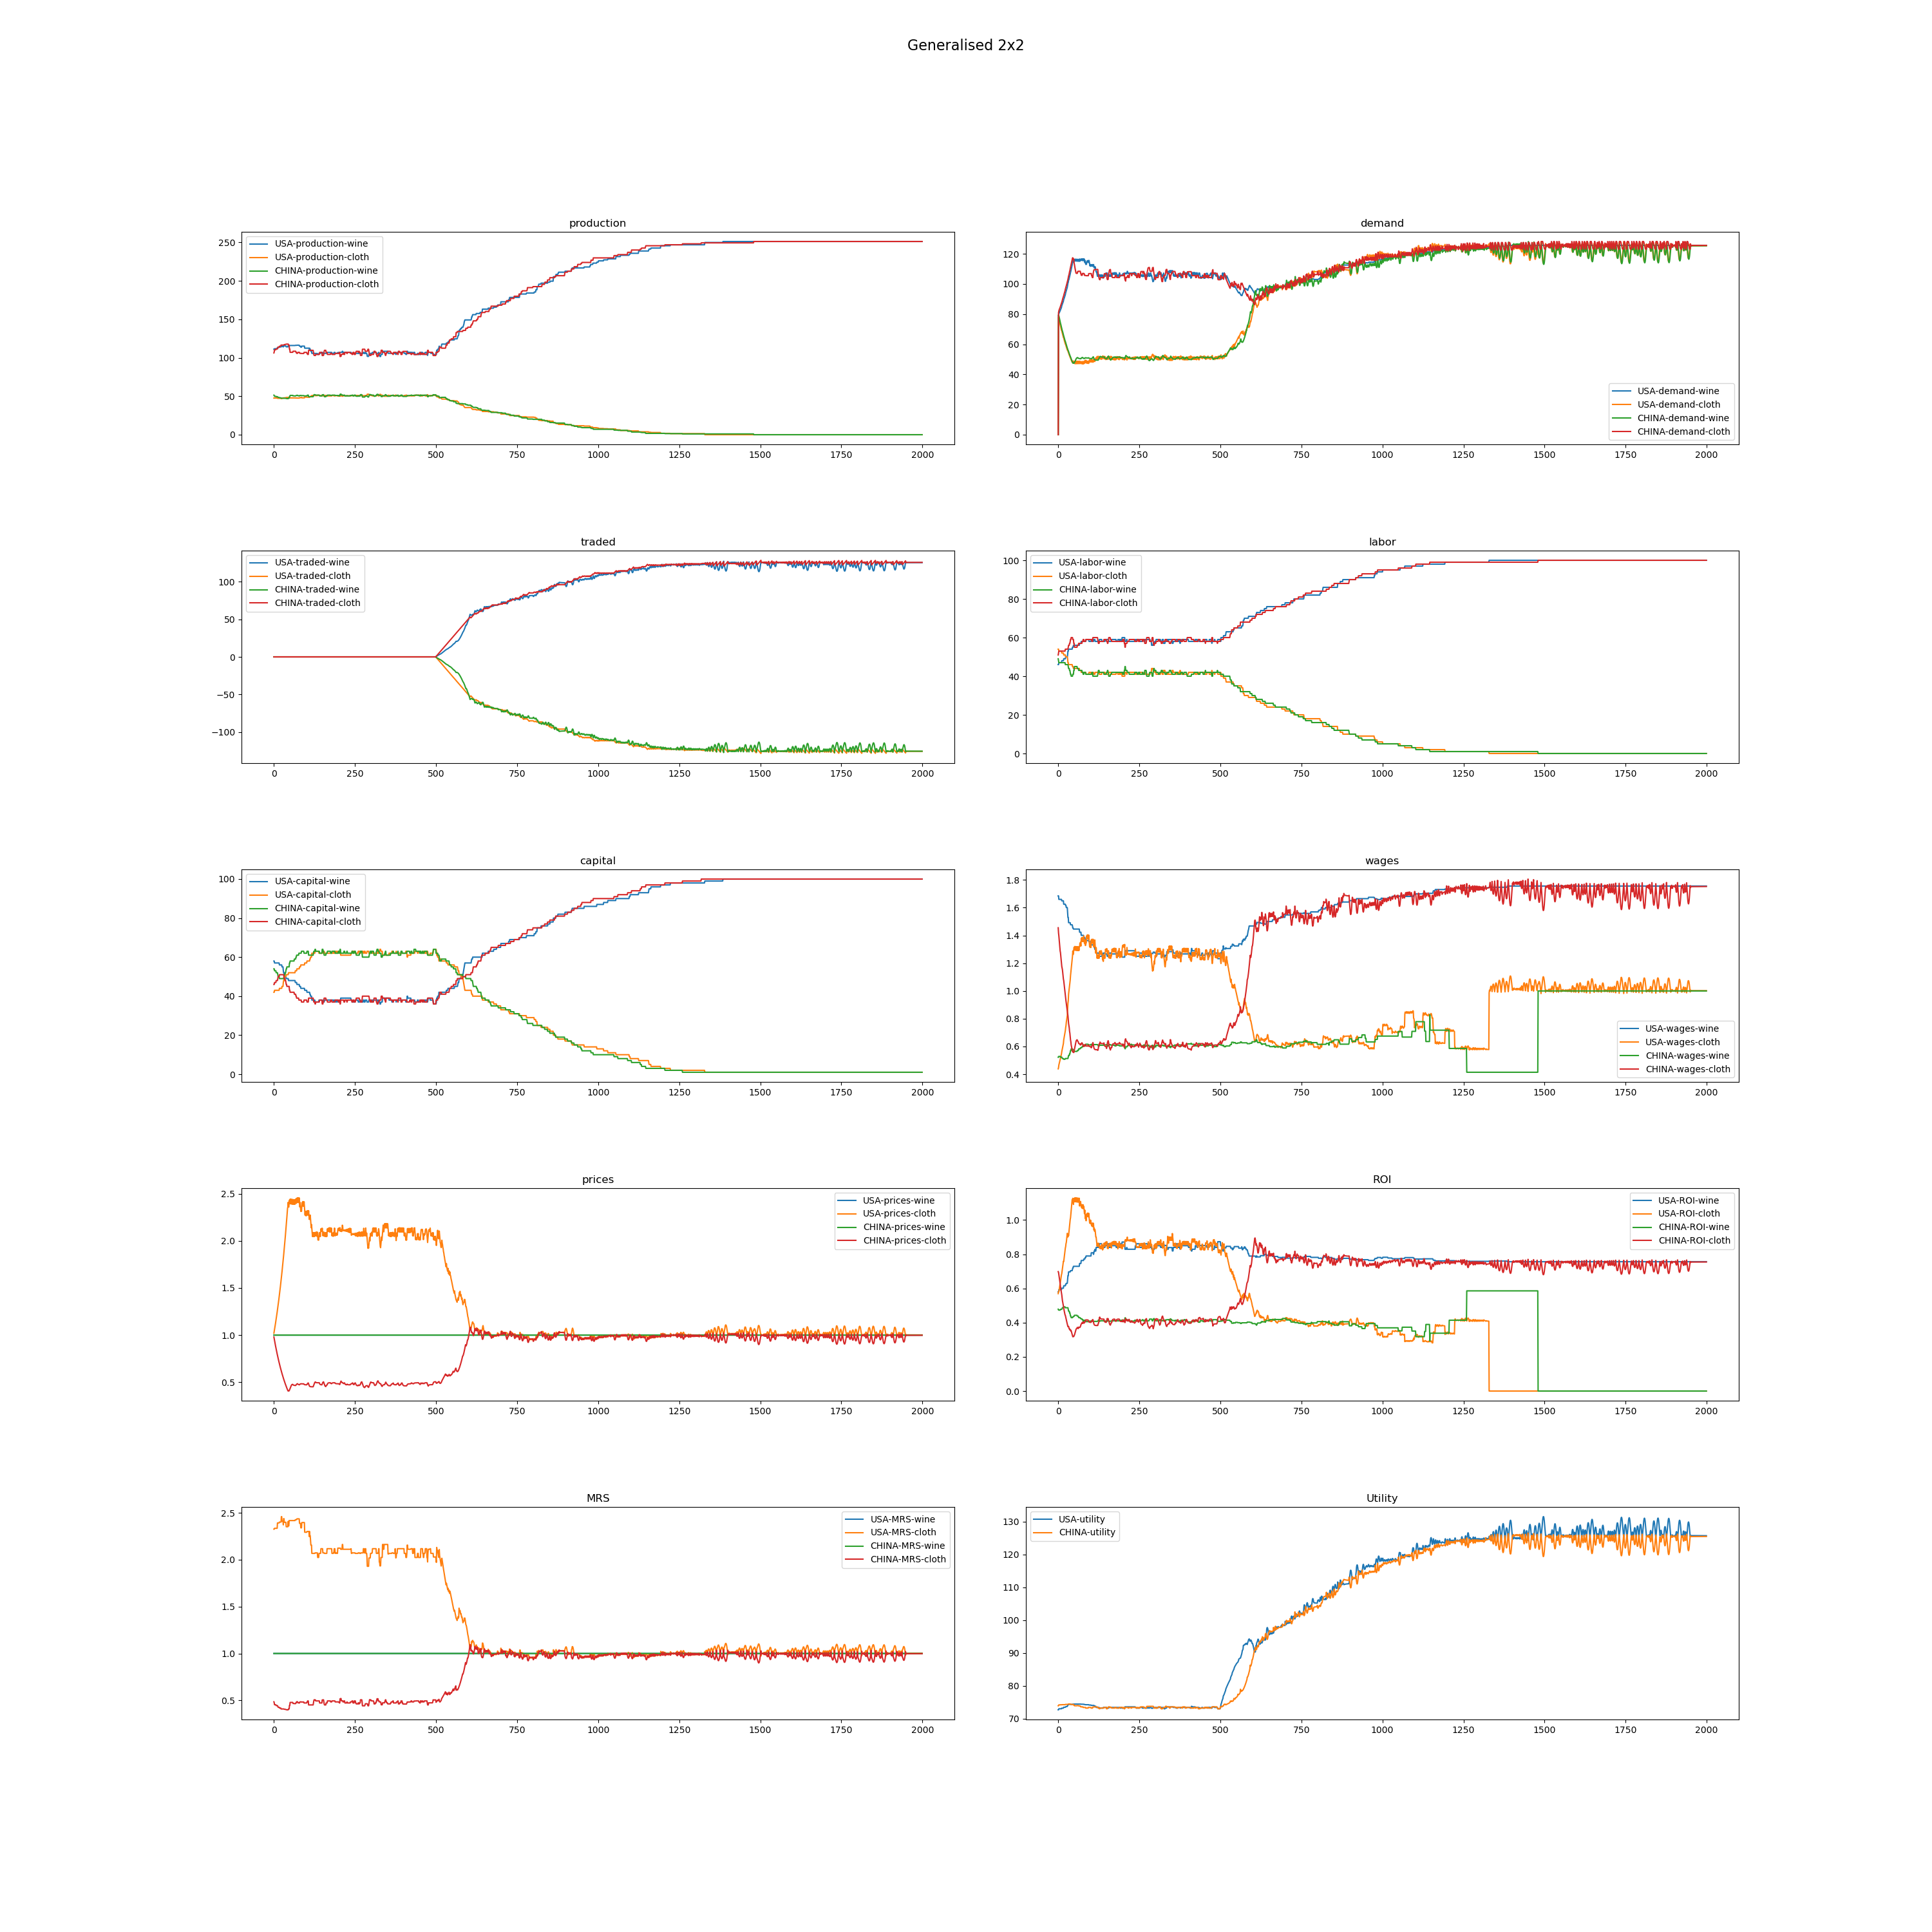 Generalised 2x2
production
USA-production-wine
USA-production-cloth
CHINA-production-wine
CHINA-production-cloth
250
200
150
100
50
0
0 250 500 750 1000 1250 1500 1750 2000
demand
120
100
80
60
40
20
0
USA-demand-wine
USA-demand-cloth
CHINA-demand-wine
CHINA-demand-cloth
0 250 500 750 1000 1250 1500 1750 2000
traded
USA-traded-wine
USA-traded-cloth
CHINA-traded-wine
CHINA-traded-cloth
100
50
0
−50
−100
0 250 500 750 1000 1250 1500 1750 2000
labor
USA-labor-wine
USA-labor-cloth
CHINA-labor-wine
CHINA-labor-cloth
100
80
60
40
20
0
0 250 500 750 1000 1250 1500 1750 2000
capital
USA-capital-wine
USA-capital-cloth
CHINA-capital-wine
CHINA-capital-cloth
100
80
60
40
20
0
0 250 500 750 1000 1250 1500 1750 2000
wages
1.8
1.6
1.4
1.2
1.0
0.8
0.6
0.4
USA-wages-wine
USA-wages-cloth
CHINA-wages-wine
CHINA-wages-cloth
0 250 500 750 1000 1250 1500 1750 2000
prices
USA-prices-wine
USA-prices-cloth
CHINA-prices-wine
CHINA-prices-cloth
2.5
2.0
1.5
1.0
0.5
0 250 500 750 1000 1250 1500 1750 2000
ROI
USA-ROI-wine
USA-ROI-cloth
CHINA-ROI-wine
CHINA-ROI-cloth
1.0
0.8
0.6
0.4
0.2
0.0
0 250 500 750 1000 1250 1500 1750 2000
MRS
USA-MRS-wine
USA-MRS-cloth
CHINA-MRS-wine
CHINA-MRS-cloth
2.5
2.0
1.5
1.0
0.5
0 250 500 750 1000 1250 1500 1750 2000
Utility
USA-utility
CHINA-utility
130
120
110
100
90
80
70
0 250 500 750 1000 1250 1500 1750 2000